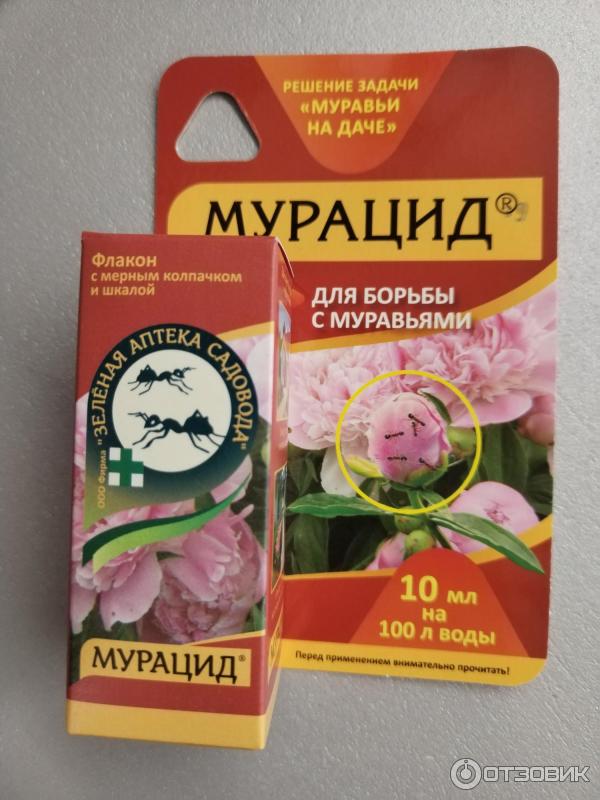 РЕШЕНИЕ ЗАДАЧИ
«МУРАВЬИ
НА ДАЧЕ»
МУРАЦИД®
ДЛЯ БОРЬБЫ
С МУРАВЬЯМИ
10 мл
на
100 л воды
Перед применением внимательно прочитать!
Флакон
с мерным колпачком
и шкалой
ООО Фирма "ЗЕЛЁНАЯ АПТЕКА САДОВОДА"
МУРАЦИД®
ОТЗОВИК